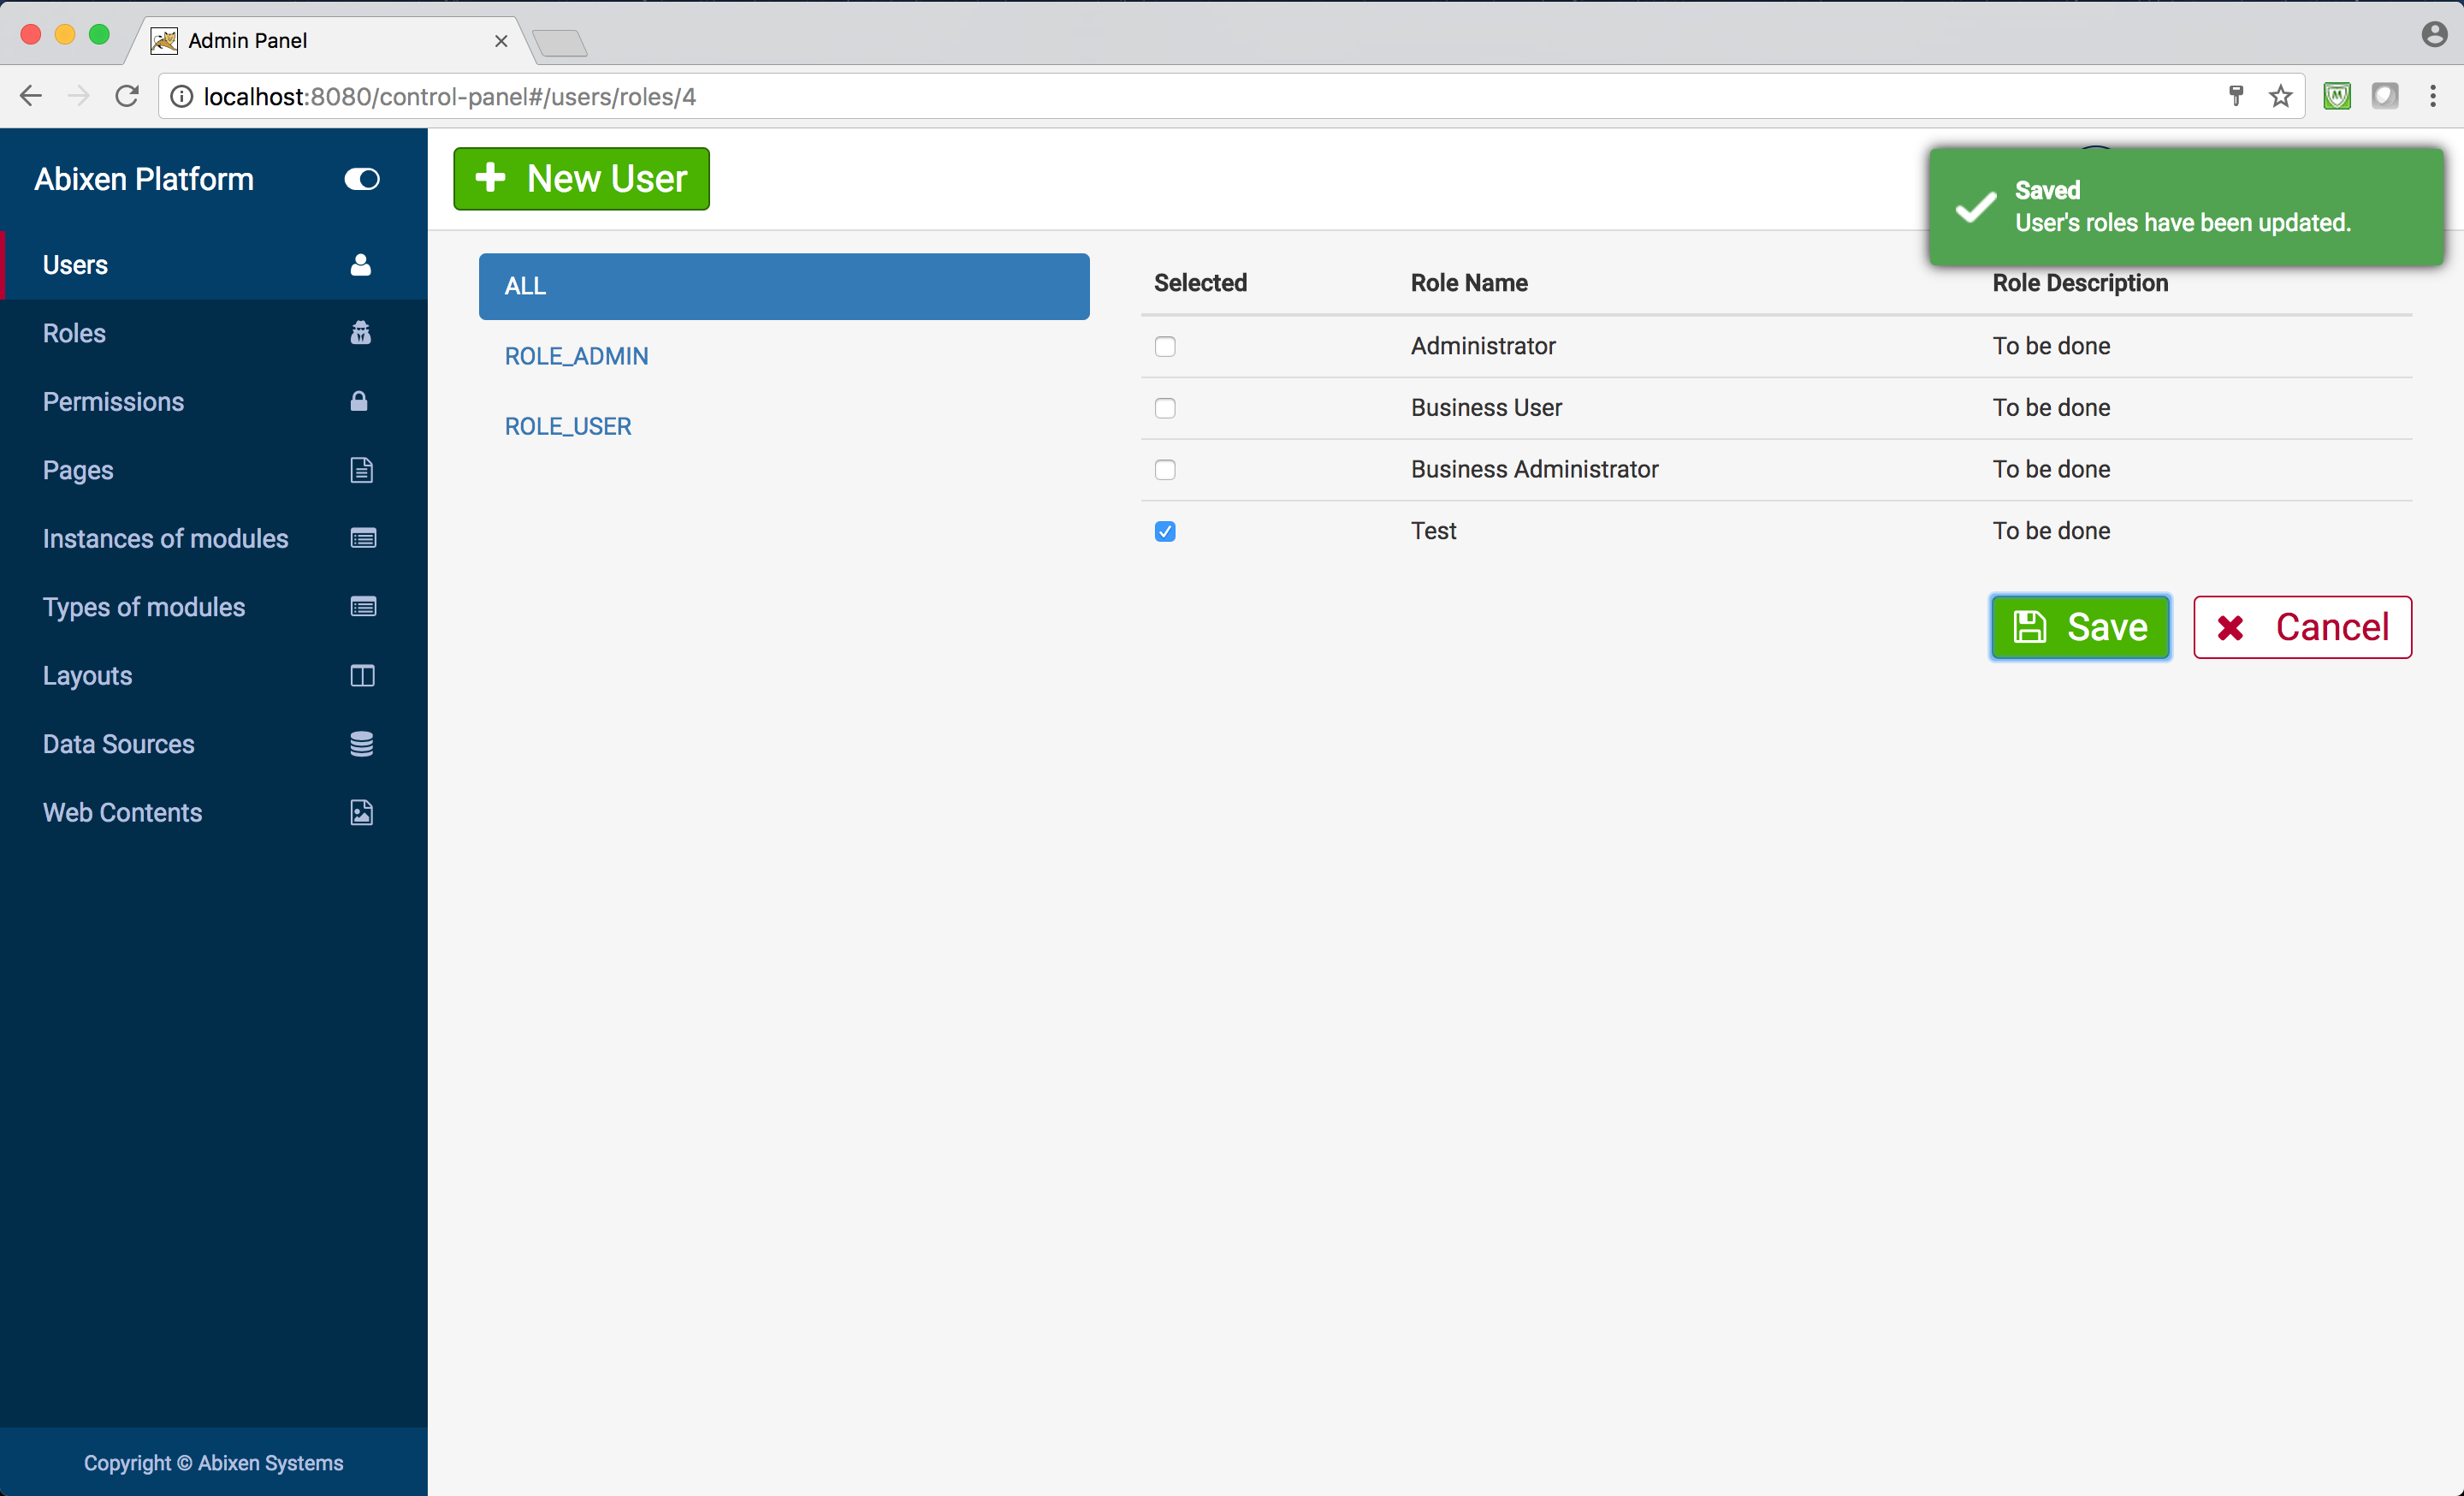 Admin Panel
localhost:8080/control-panel#/users/roles/4
Abixen Platform
New User
Saved
User's roles have been updated.
Users
Roles
Permissions
Pages
Instances of modules
Types of modules
Layouts
Data Sources
Web Contents
ALL
ROLE_ADMIN
ROLE_USER
Selected Role Name Role Description
Administrator To be done
Business User To be done
Business Administrator To be done
Test To be done
Save Cancel
Copyright © Abixen Systems